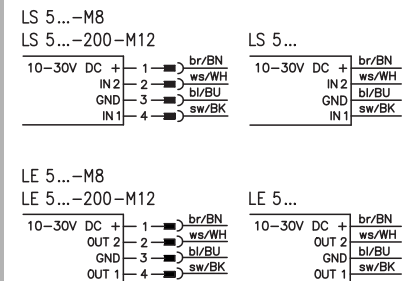 LS 5...-M8
LS 5...-200-M12
10-30V DC + 1 br/BN
IN 2 2 ws/WH
GND 3 bl/BU
IN 1 4 sw/BK
LS 5...
10-30V DC + br/BN
IN 2 ws/WH
GND bl/BU
IN 1 sw/BK
LE 5...-M8
LE 5...-200-M12
10-30V DC + 1 br/BN
OUT 2 2 ws/WH
GND 3 bl/BU
OUT 1 4 sw/BK
LE 5...
10-30V DC + br/BN
OUT 2 ws/WH
GND bl/BU
OUT 1 sw/BK